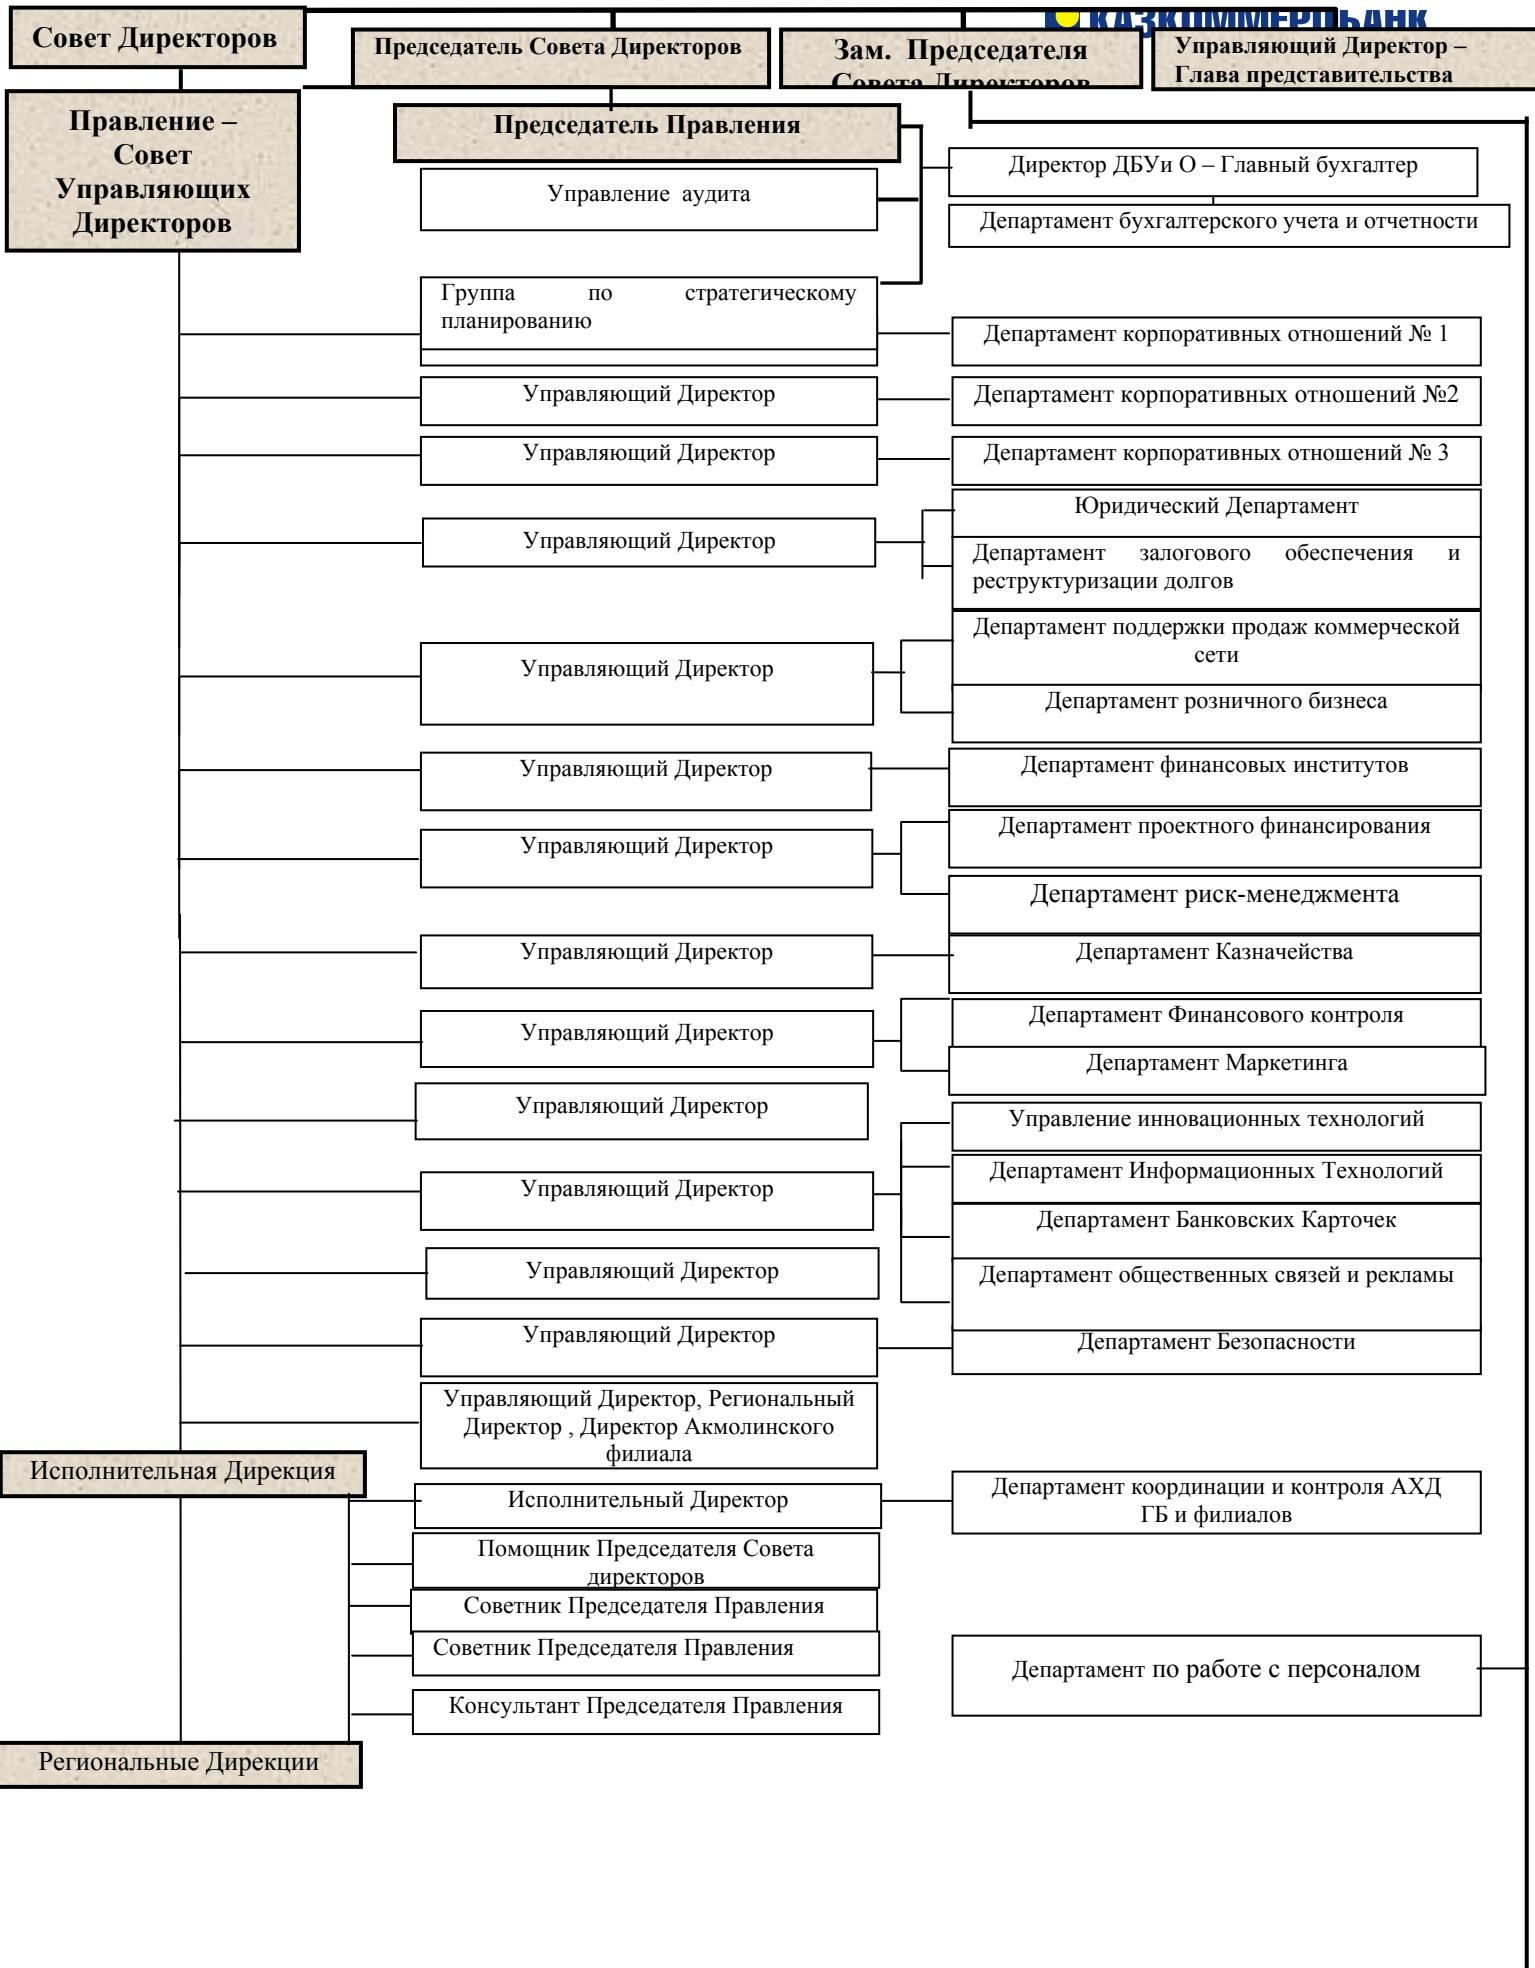 КАЗКОММЕРЦБАНК
Совет Директоров
Председатель Совета Директоров
Зам. Председателя
Совета Директоров
Управляющий Директор –
Глава представительства
Правление –
Совет
Управляющих
Директоров
Председатель Правления
Управление аудита
Директор ДБУи О – Главный бухгалтер
Департамент бухгалтерского учета и отчетности
Группа по стратегическому
планированию
Департамент корпоративных отношений № 1
Управляющий Директор
Департамент корпоративных отношений №2
Управляющий Директор
Департамент корпоративных отношений № 3
Управляющий Директор
Юридический Департамент
Департамент залогового обеспечения и
реструктуризации долгов
Управляющий Директор
Департамент поддержки продаж коммерческой
сети
Департамент розничного бизнеса
Управляющий Директор
Департамент финансовых институтов
Управляющий Директор
Департамент проектного финансирования
Департамент риск-менеджмента
Управляющий Директор
Департамент Казначейства
Управляющий Директор
Департамент Финансового контроля
Департамент Маркетинга
Управляющий Директор
Управляющий Директор
Управление инновационных технологий
Департамент Информационных Технологий
Департамент Банковских Карточек
Департамент общественных связей и рекламы
Управляющий Директор
Управляющий Директор
Департамент Безопасности
Управляющий Директор, Региональный
Директор , Директор Акмолинского
филиала
Исполнительная Дирекция
Исполнительный Директор
Департамент координации и контроля АХД
ГБ и филиалов
Помощник Председателя Совета
директоров
Советник Председателя Правления
Советник Председателя Правления
Департамент по работе с персоналом
Консультант Председателя Правления
Региональные Дирекции